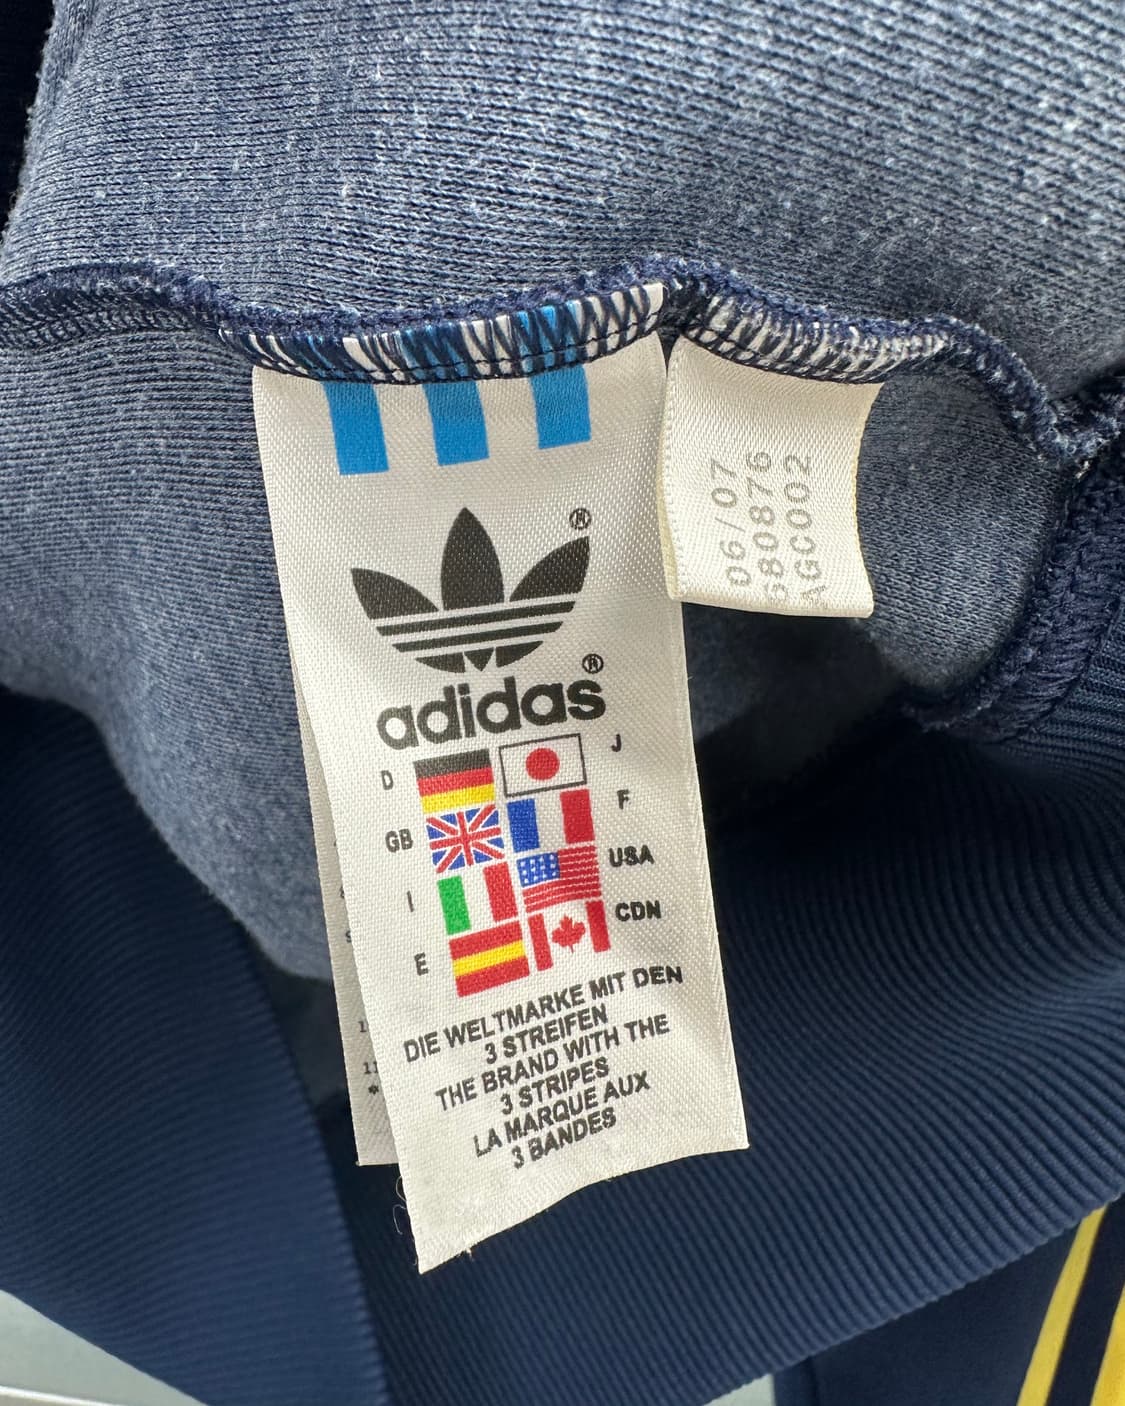 ®
®
adidas
D
J
GB
F
I
USA
E
CDN
DIE WELTMARKE MIT DEN
3 STREIFEN
THE BRAND WITH THE
3 STRIPES
LA MARQUE AUX
3 BANDES
06/07
680876
AGC002